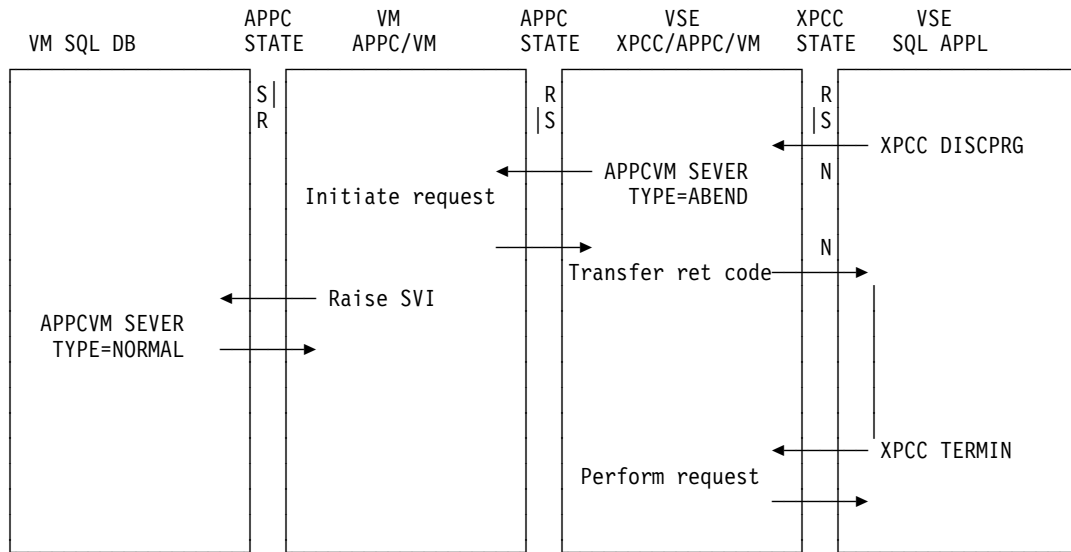 APPC VM APPC VSE XPCC VSE
VM SQL DB STATE APPC/VM STATE XPCC/APPC/VM STATE SQL APPL
S| R R
R |S |S
XPCC DISCPRG
APPCVM SEVER N
Initiate request TYPE=ABEND
N
Transfer ret code
Raise SVI
APPCVM SEVER
TYPE=NORMAL
XPCC TERMIN
Perform request